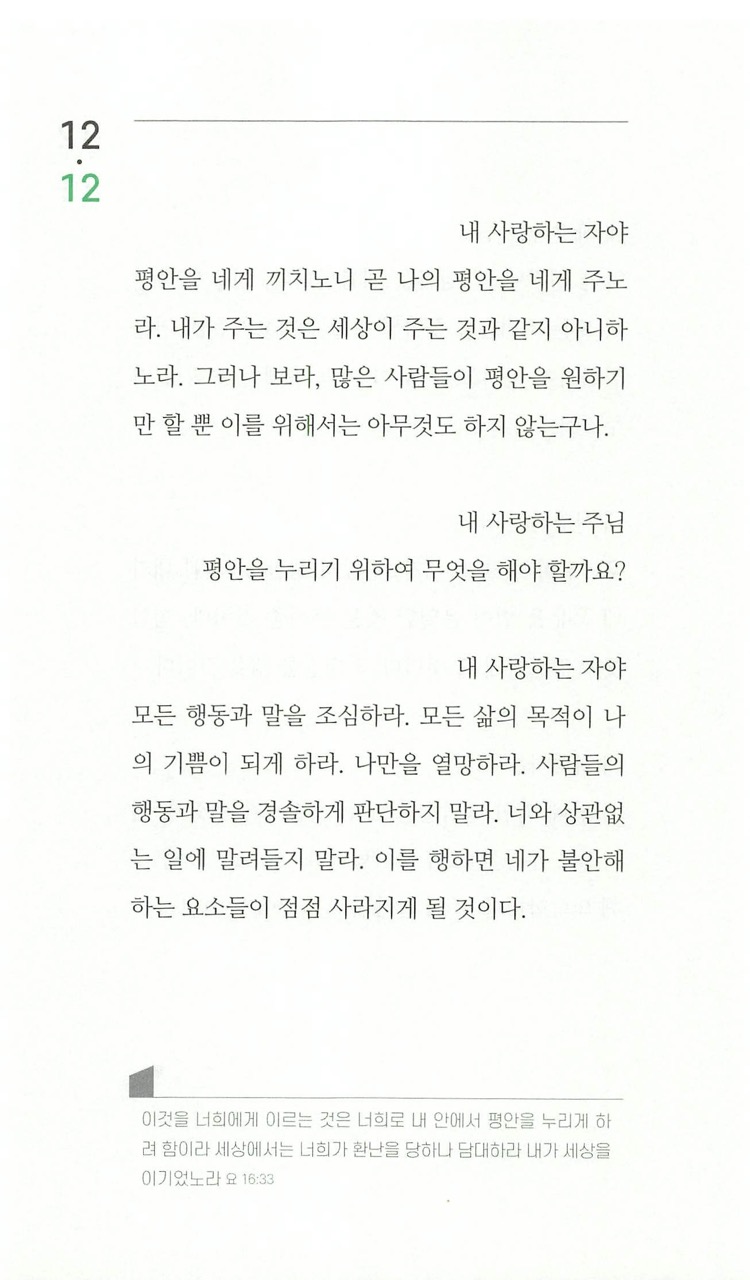 12
·
12
내 사랑하는 자야
평안을 네게 끼치노니 곧 나의 평안을 네게 주노
라. 내가 주는 것은 세상이 주는 것과 같지 아니하
노라. 그러나 보라, 많은 사람들이 평안을 원하기
만 할 뿐 이를 위해서는 아무것도 하지 않는구나.
내 사랑하는 주님
평안을 누리기 위하여 무엇을 해야 할까요?
내 사랑하는 자야
모든 행동과 말을 조심하라. 모든 삶의 목적이 나
의 기쁨이 되게 하라. 나만을 열망하라. 사람들의
행동과 말을 경솔하게 판단하지 말라. 너와 상관없
는 일에 말려들지 말라. 이를 행하면 네가 불안해
하는 요소들이 점점 사라지게 될 것이다.
이것을 너희에게 이르는 것은 너희로 내 안에서 평안을 누리게 하
려 함이라 세상에서는 너희가 환난을 당하나 담대하라 내가 세상을
이기었노라 요 16:33